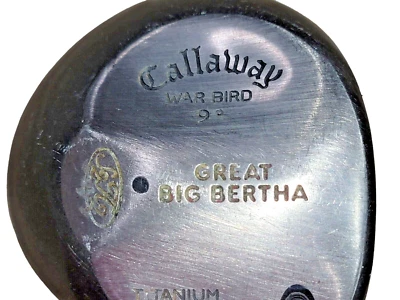 Callaway
WAR BIRD
9°
GREAT
BIG BERTHA
TITANIUM